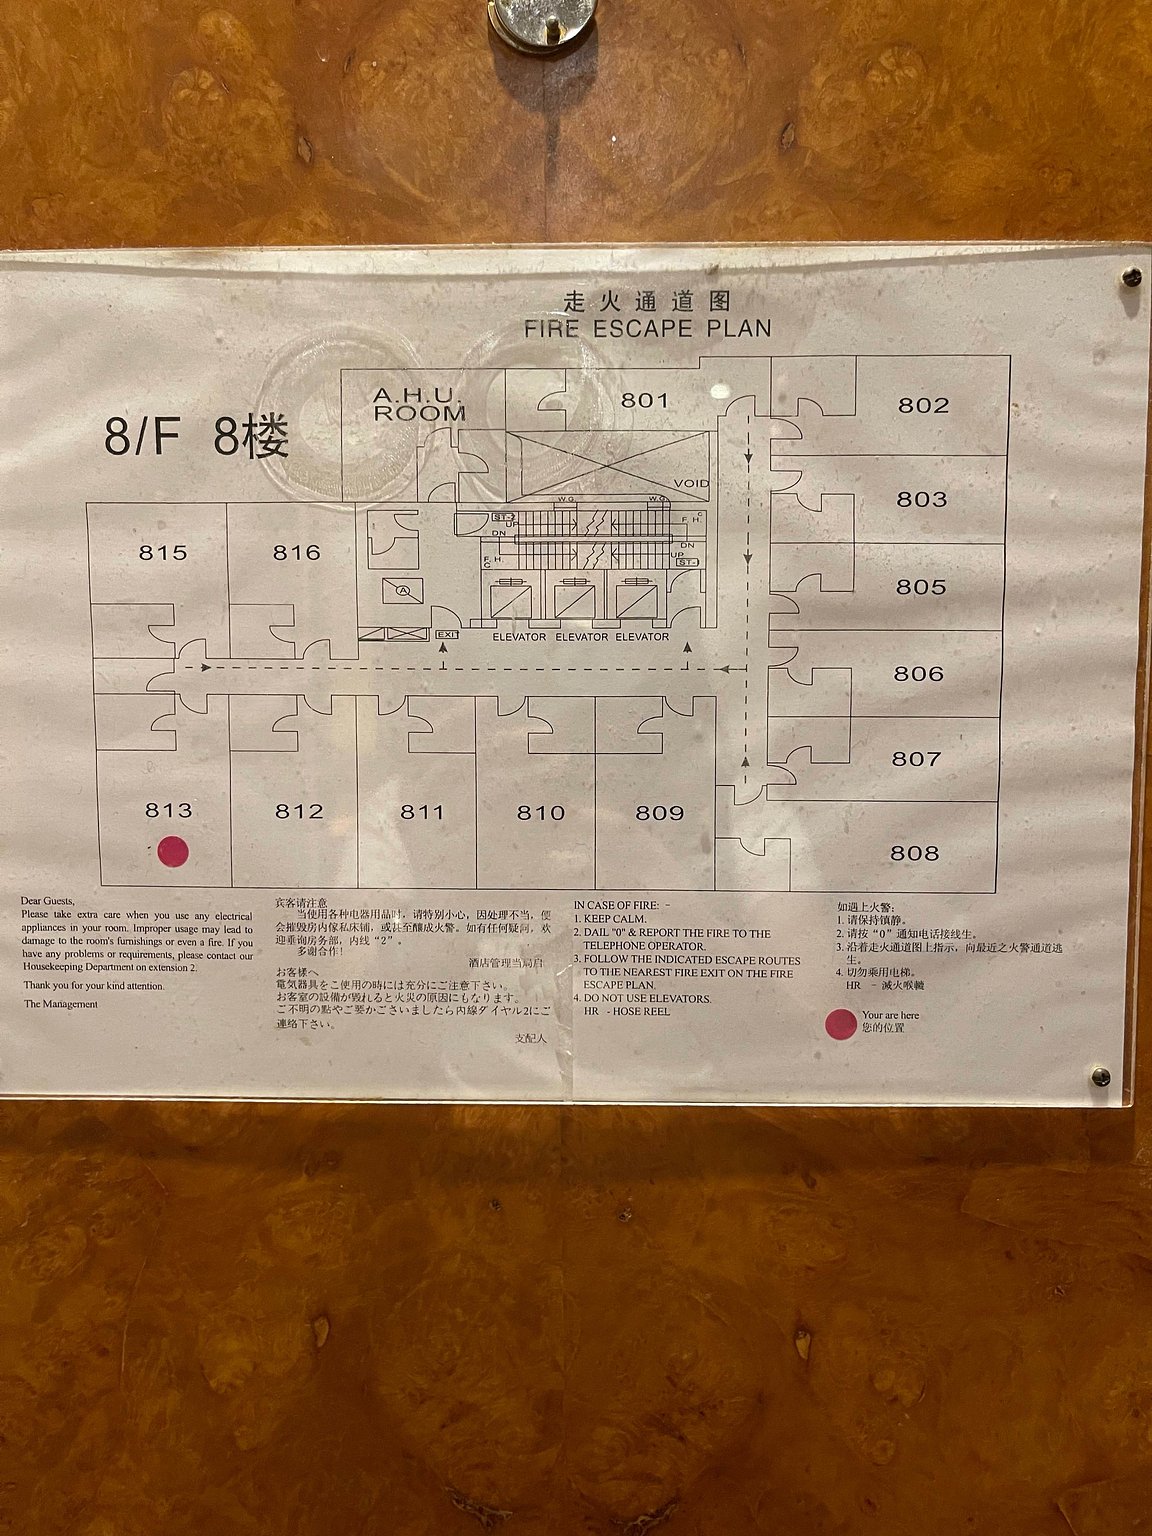 走火通道图
FIRE ESCAPE PLAN
8/F 8楼
A.H.U.
ROOM
801
802
VOID
803
815
816
W.G.
W.G.
ST-2
UP
DN
F. H.
C
DN
F. H.
C
UP
ST-1
805
A
EXIT
ELEVATOR
ELEVATOR
ELEVATOR
806
807
813
812
811
810
809
808
Dear Guests,
Please take extra care when you use any electrical
appliances in your room. Improper usage may lead to
damage to the room's furnishings or even a fire. If you
have any problems or requirements, please contact our
Housekeeping Department on extension 2.
Thank you for your kind attention.
The Management
宾客请注意
当使用各种电器用品时，请特别小心，因处理不当，便
会摧毁房内傢私床铺，或甚至酿成火警。如有任何疑问，欢
迎垂询房务部，内线“2”。
多谢合作！
酒店管理当局启
お客様へ
電気器具をご使用の時には充分にご注意下さい。
お客室の設備が毀れると火災の原因にもなります。
ご不明の點やご要かございましたら内線ダイヤル2にご
連絡下さい。
支配人
IN CASE OF FIRE: -
1. KEEP CALM.
2. DAIL "0" & REPORT THE FIRE TO THE
TELEPHONE OPERATOR.
3. FOLLOW THE INDICATED ESCAPE ROUTES
TO THE NEAREST FIRE EXIT ON THE FIRE
ESCAPE PLAN.
4. DO NOT USE ELEVATORS.
HR - HOSE REEL
如遇上火警：
1. 请保持镇静。
2. 请按“0”通知电话接线生。
3. 沿着走火通道图上指示，向最近之火警通道逃
生。
4. 切勿乘用电梯。
HR - 減火喉轆
Your are here
您的位置